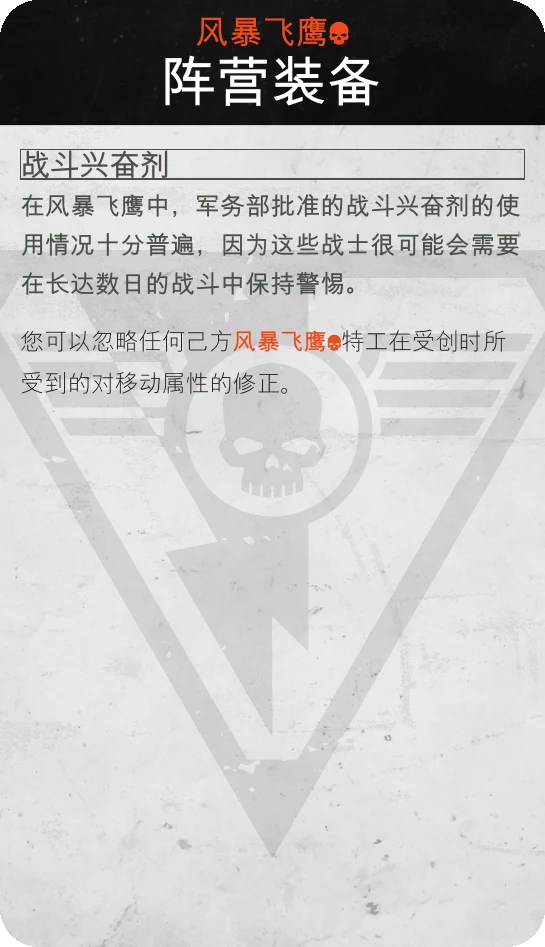 风暴飞鹰
阵营装备
战斗兴奋剂
在风暴飞鹰中，军务部批准的战斗兴奋剂的使
用情况十分普遍，因为这些战士很可能会需要
在长达数日的战斗中保持警惕。
您可以忽略任何己方风暴飞鹰特工在受创时所
受到的对移动属性的修正。